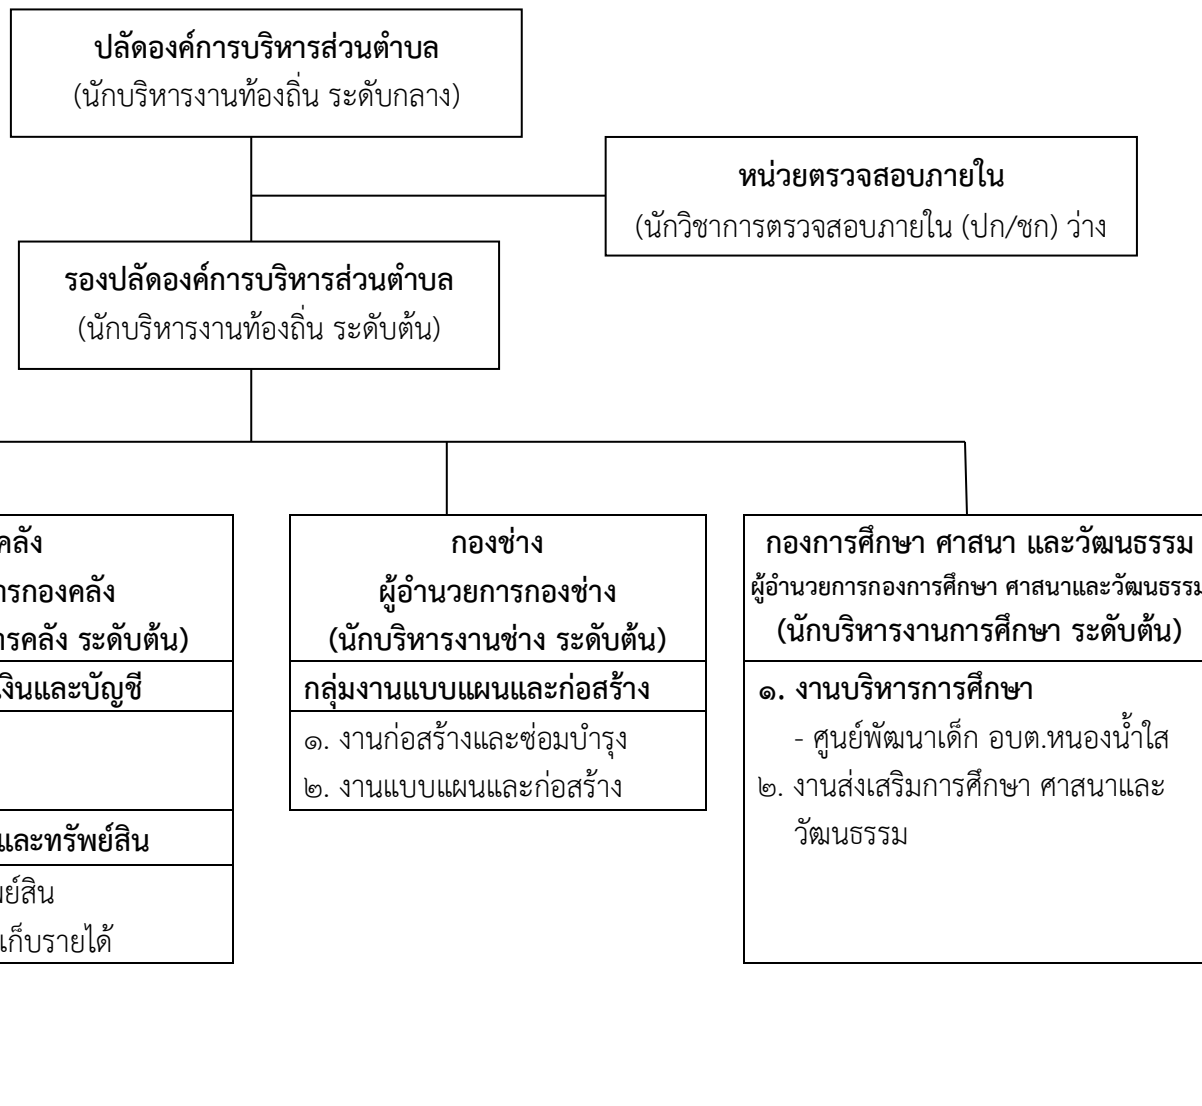 ปลัดองค์การบริหารส่วนตำบล
(นักบริหารงานท้องถิ่น ระดับกลาง)
หน่วยตรวจสอบภายใน
(นักวิชาการตรวจสอบภายใน (ปก/ชก) ว่าง
รองปลัดองค์การบริหารส่วนตำบล
(นักบริหารงานท้องถิ่น ระดับต้น)
คลัง
ารกองคลัง
ารคลัง ระดับต้น)
เงินและบัญชี
และทรัพย์สิน
ย์สิน
เก็บรายได้
กองช่าง
ผู้อำนวยการกองช่าง
(นักบริหารงานช่าง ระดับต้น)
กลุ่มงานแบบแผนและก่อสร้าง
๑. งานก่อสร้างและซ่อมบำรุง
๒. งานแบบแผนและก่อสร้าง
กองการศึกษา ศาสนา และวัฒนธรรม
ผู้อำนวยการกองการศึกษา ศาสนาและวัฒนธรรม
(นักบริหารงานการศึกษา ระดับต้น)
๑. งานบริหารการศึกษา
- ศูนย์พัฒนาเด็ก อบต.หนองน้ำใส
๒. งานส่งเสริมการศึกษา ศาสนาและ
วัฒนธรรม